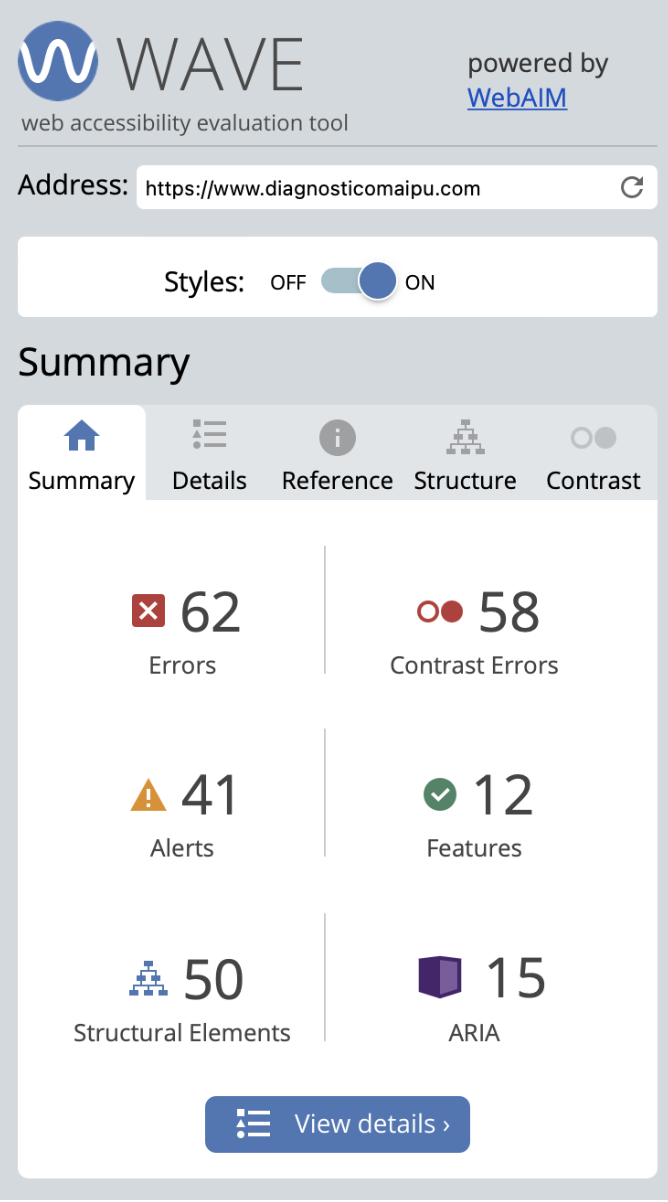 WAVE
powered by
WebAIM
web accessibility evaluation tool
Address: https://www.diagnosticomaipu.com
Styles: OFF ON
Summary
Summary Details Reference Structure Contrast
62 58
Errors Contrast Errors
41 12
Alerts Features
50 15
Structural Elements ARIA
View details ›